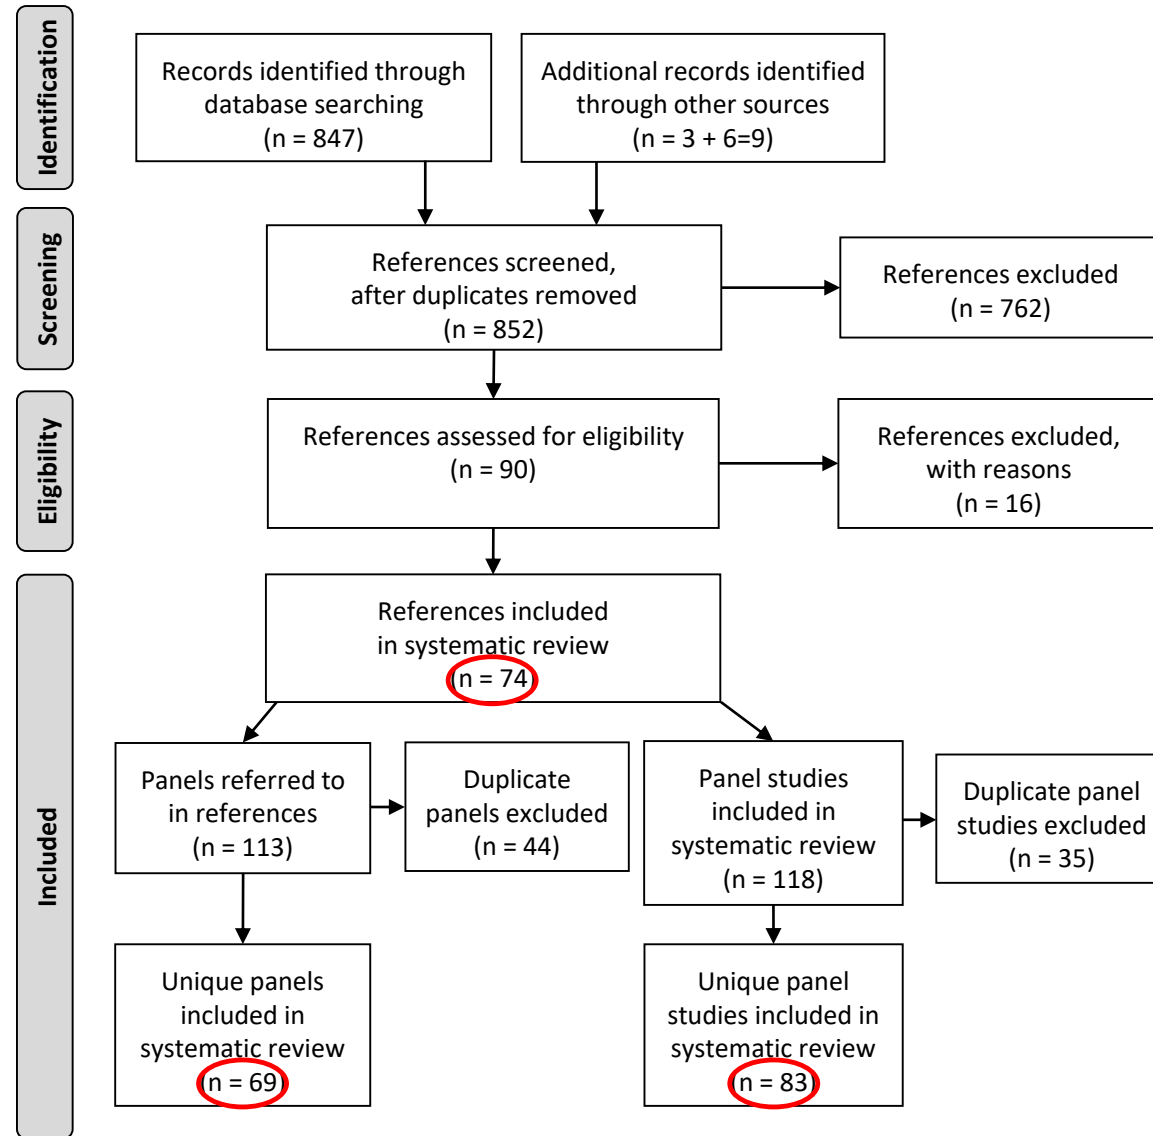 Identification
Records identified through
database searching
(n = 847)
Additional records identified
through other sources
(n = 3 + 6=9)
Screening
References screened,
after duplicates removed
(n = 852)
References excluded
(n = 762)
Eligibility
References assessed for eligibility
(n = 90)
References excluded,
with reasons
(n = 16)
Included
References included
in systematic review
(n = 74)
Panels referred to
in references
(n = 113)
Duplicate
panels excluded
(n = 44)
Panel studies
included in
systematic review
(n = 118)
Duplicate panel
studies excluded
(n = 35)
Unique panels
included in
systematic review
(n = 69)
Unique panel
studies included in
systematic review
(n = 83)